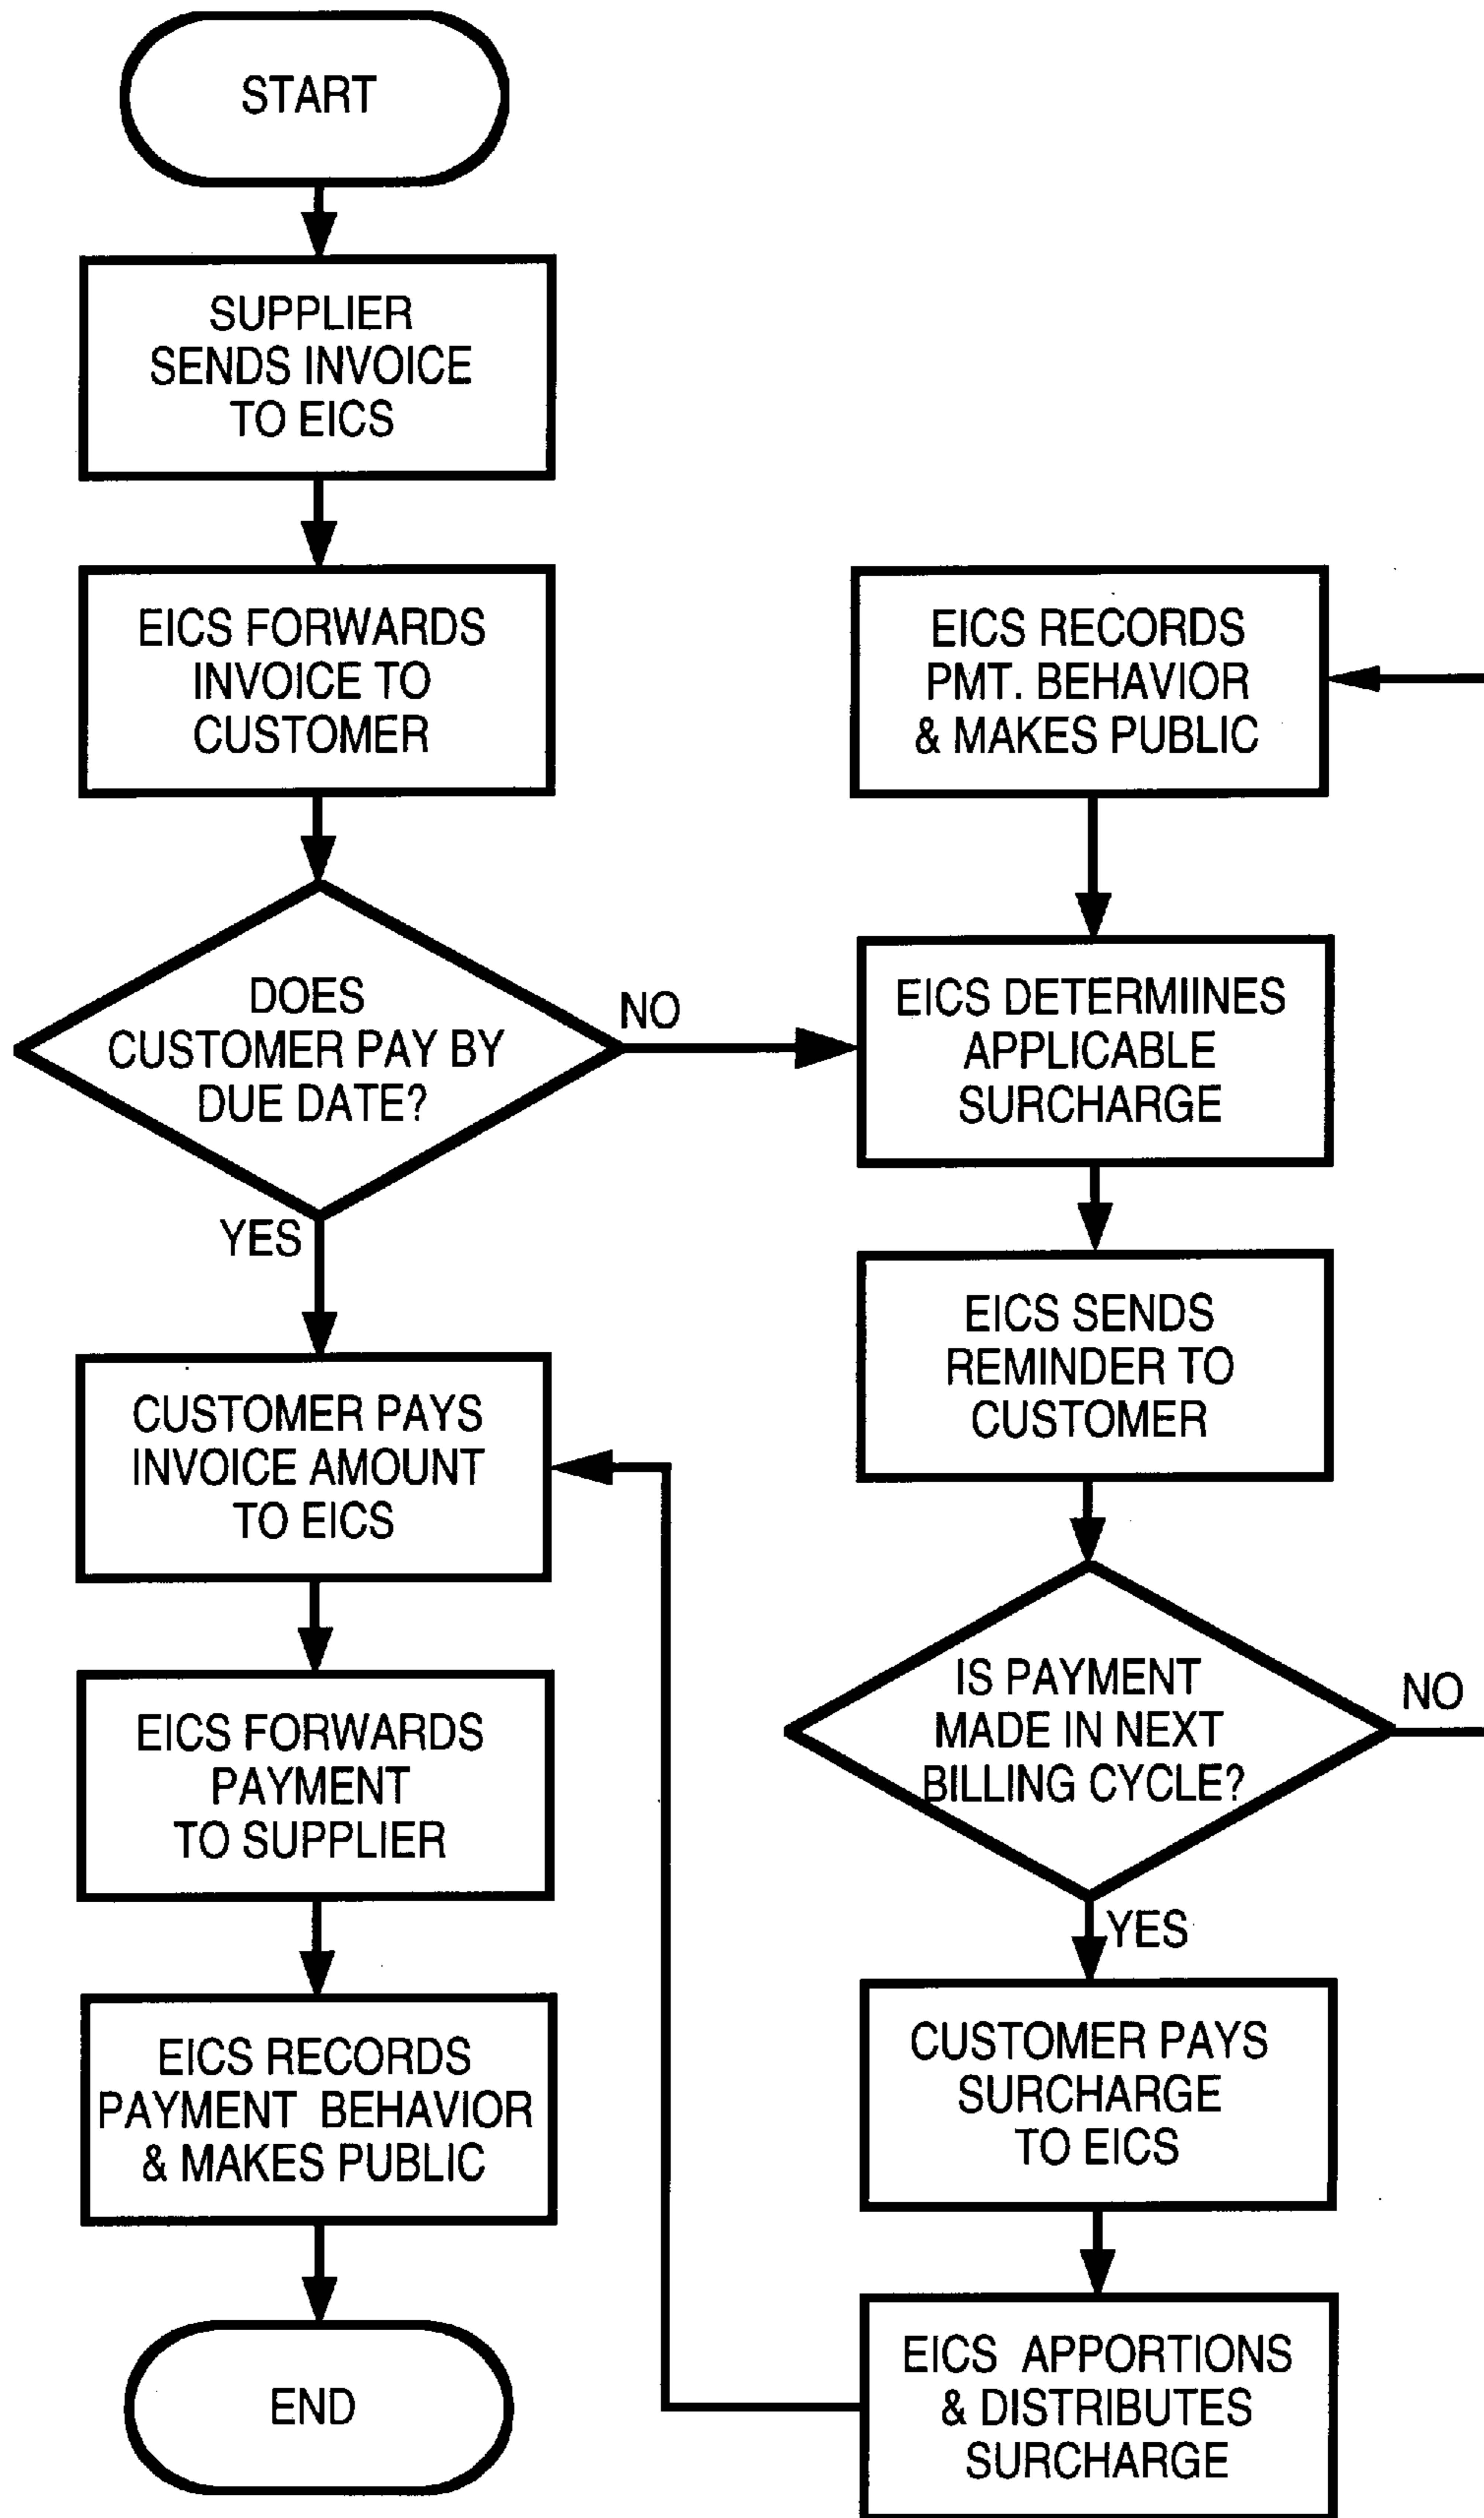 START
SUPPLIER
SENDS INVOICE
TO EICS
EICS FORWARDS
INVOICE TO
CUSTOMER
DOES
CUSTOMER PAY BY
DUE DATE?
NO
YES
CUSTOMER PAYS
INVOICE AMOUNT
TO EICS
EICS FORWARDS
PAYMENT
TO SUPPLIER
EICS RECORDS
PAYMENT BEHAVIOR
& MAKES PUBLIC
END
EICS RECORDS
PMT. BEHAVIOR
& MAKES PUBLIC
EICS DETERMIINES
APPLICABLE
SURCHARGE
EICS SENDS
REMINDER TO
CUSTOMER
IS PAYMENT
MADE IN NEXT
BILLING CYCLE?
NO
YES
CUSTOMER PAYS
SURCHARGE
TO EICS
EICS APPORTIONS
& DISTRIBUTES
SURCHARGE